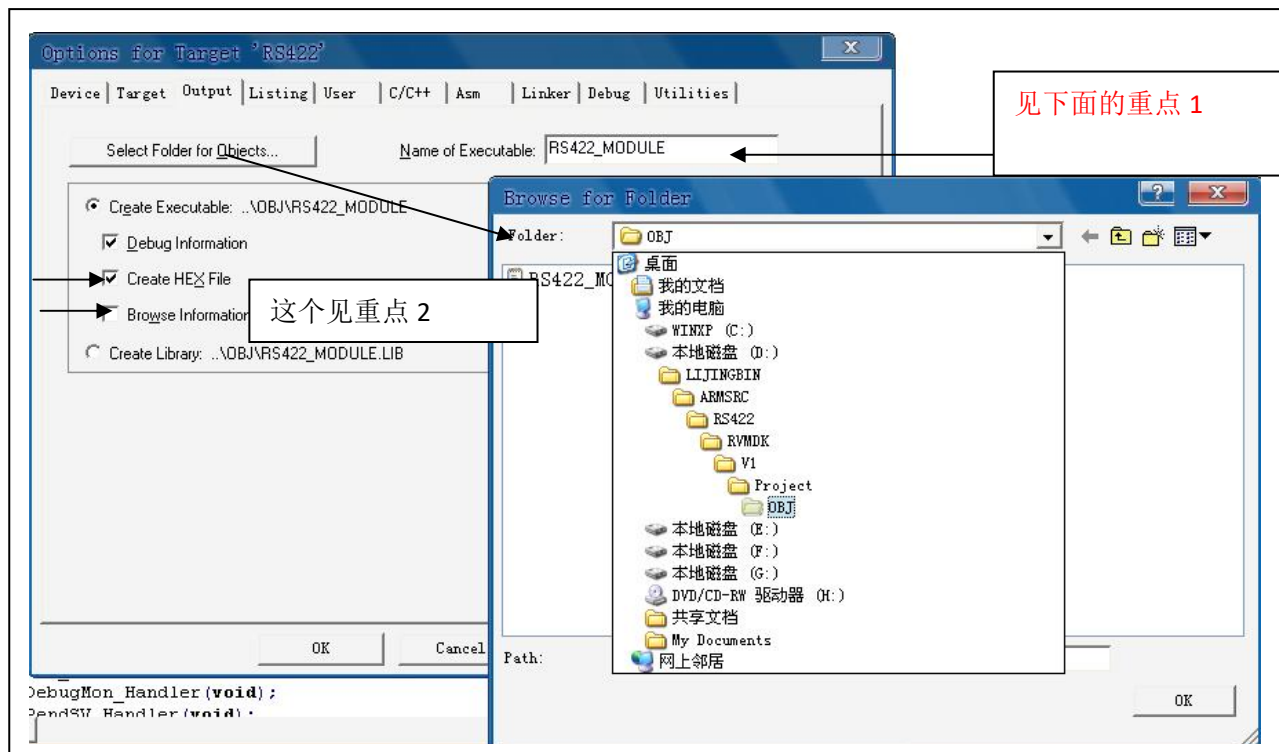 Options for Target 'RS422'
Device Target Output Listing User C/C++ Asm Linker Debug Utilities
见下面的重点 1
Select Folder for Objects...
Name of Executable: RS422_MODULE
Create Executable: ..\OBJ\RS422_MODULE
Debug Information
Create HEX File
Browse Information
这个见重点 2
Create Library: ..\OBJ\RS422_MODULE.LIB
OK Cancel
Browse for Folder
Folder: OBJ
桌面
我的文档
我的电脑
WINXP (C:)
本地磁盘 (D:)
LIJINGBIN
ARMSRC
RS422
RVMDK
V1
Project
OBJ
本地磁盘 (E:)
本地磁盘 (F:)
本地磁盘 (G:)
DVD/CD-RW 驱动器 (H:)
共享文档
My Documents
网上邻居
Path:
OK
DebugMon_Handler(void);
PendSV_Handler(void);